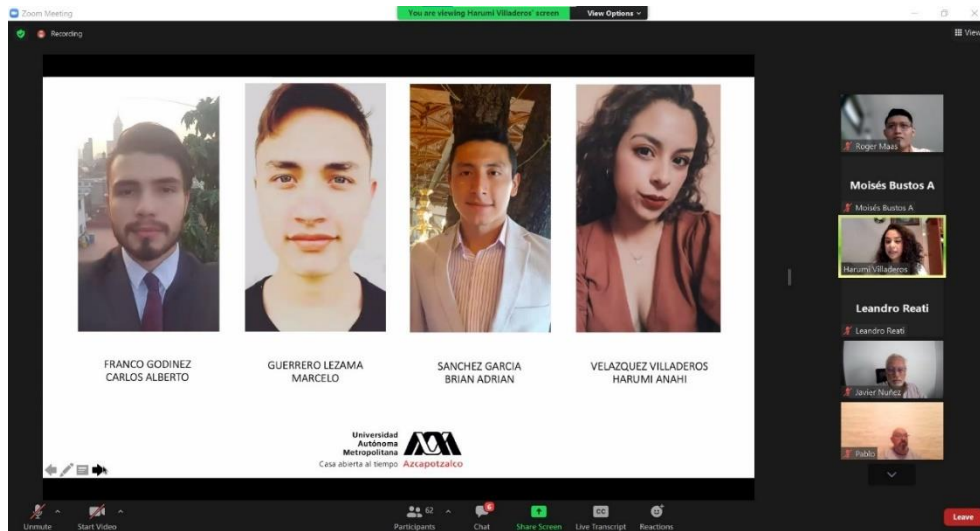 Zoom Meeting
You are viewing Harumi Villaderos' screen
View Options
Recording
View
FRANCO GODINEZ
CARLOS ALBERTO
GUERRERO LEZAMA
MARCELO
SANCHEZ GARCIA
BRIAN ADRIAN
VELAZQUEZ VILLADEROS
HARUMI ANAHI
Universidad
Autónoma
Metropolitana
Casa abierta al tiempo Azcapotzalco
Roger Maas
Moisés Bustos A
Moisés Bustos A
Harumi Villaderos
Leandro Reati
Leandro Reati
Javier Nuñez
Pablo
Unmute
Start Video
62
Participants
6
Chat
Share Screen
CC
Live Transcript
Reactions
Leave